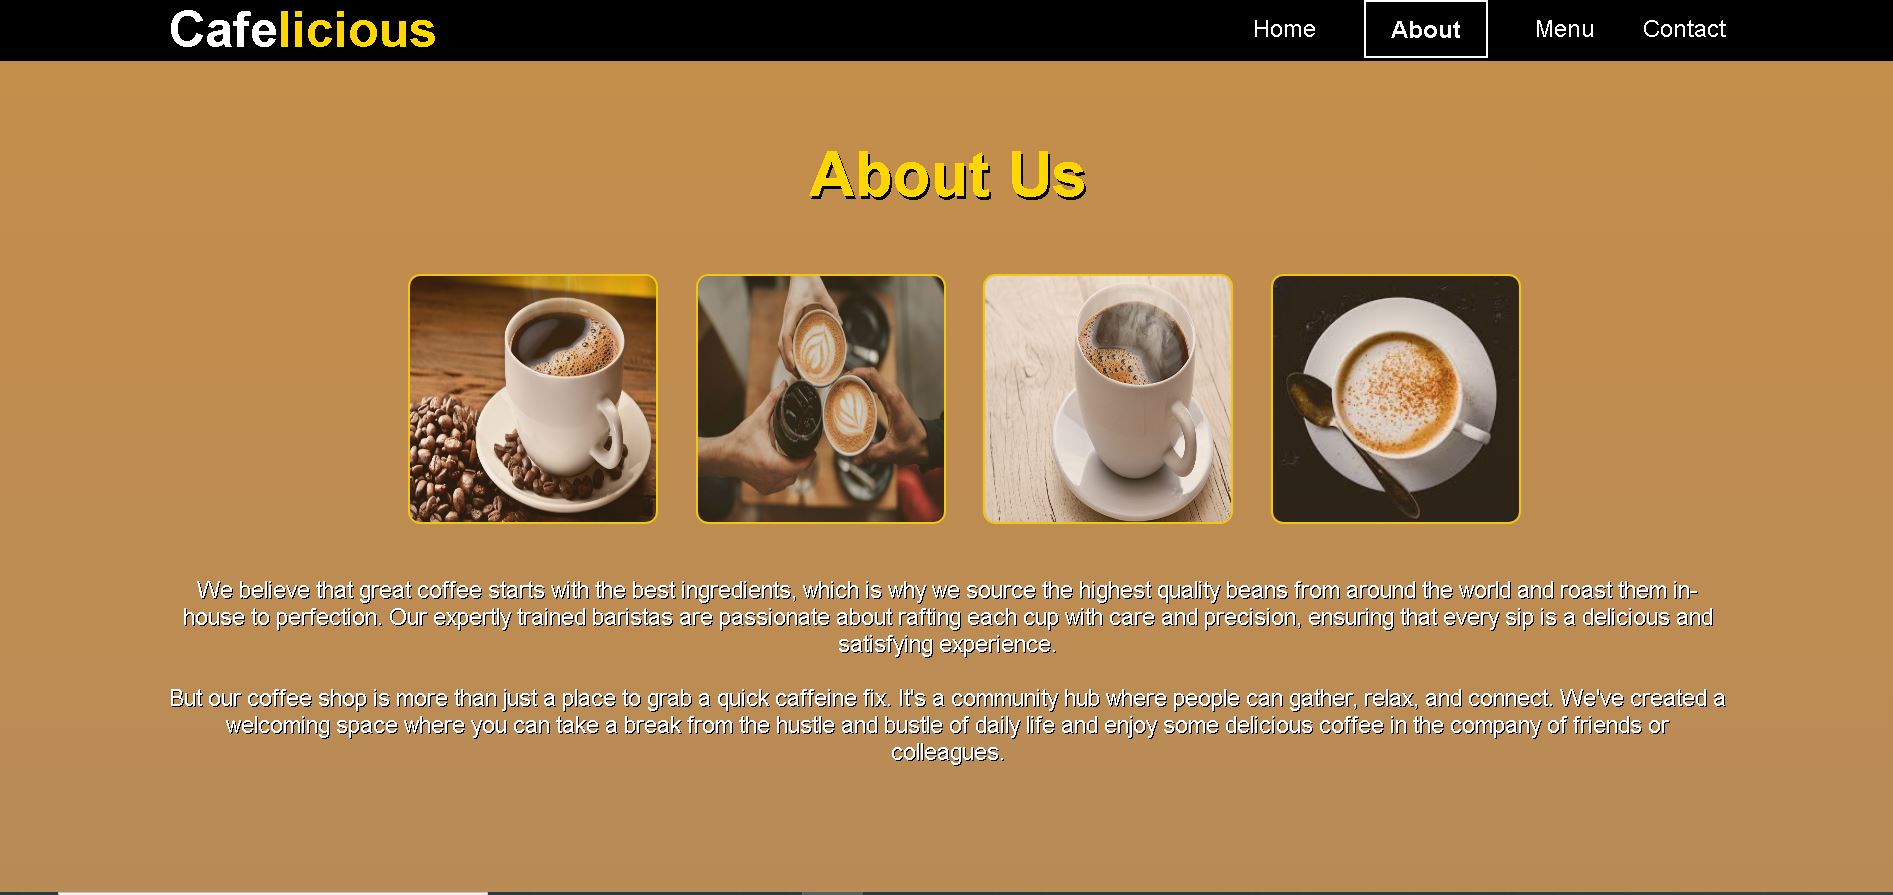 Cafelicious
Home About Menu Contact
About Us
We believe that great coffee starts with the best ingredients, which is why we source the highest quality beans from around the world and roast them in-
house to perfection. Our expertly trained baristas are passionate about rafting each cup with care and precision, ensuring that every sip is a delicious and
satisfying experience.
But our coffee shop is more than just a place to grab a quick caffeine fix. It's a community hub where people can gather, relax, and connect. We've created a
welcoming space where you can take a break from the hustle and bustle of daily life and enjoy some delicious coffee in the company of friends or
colleagues.